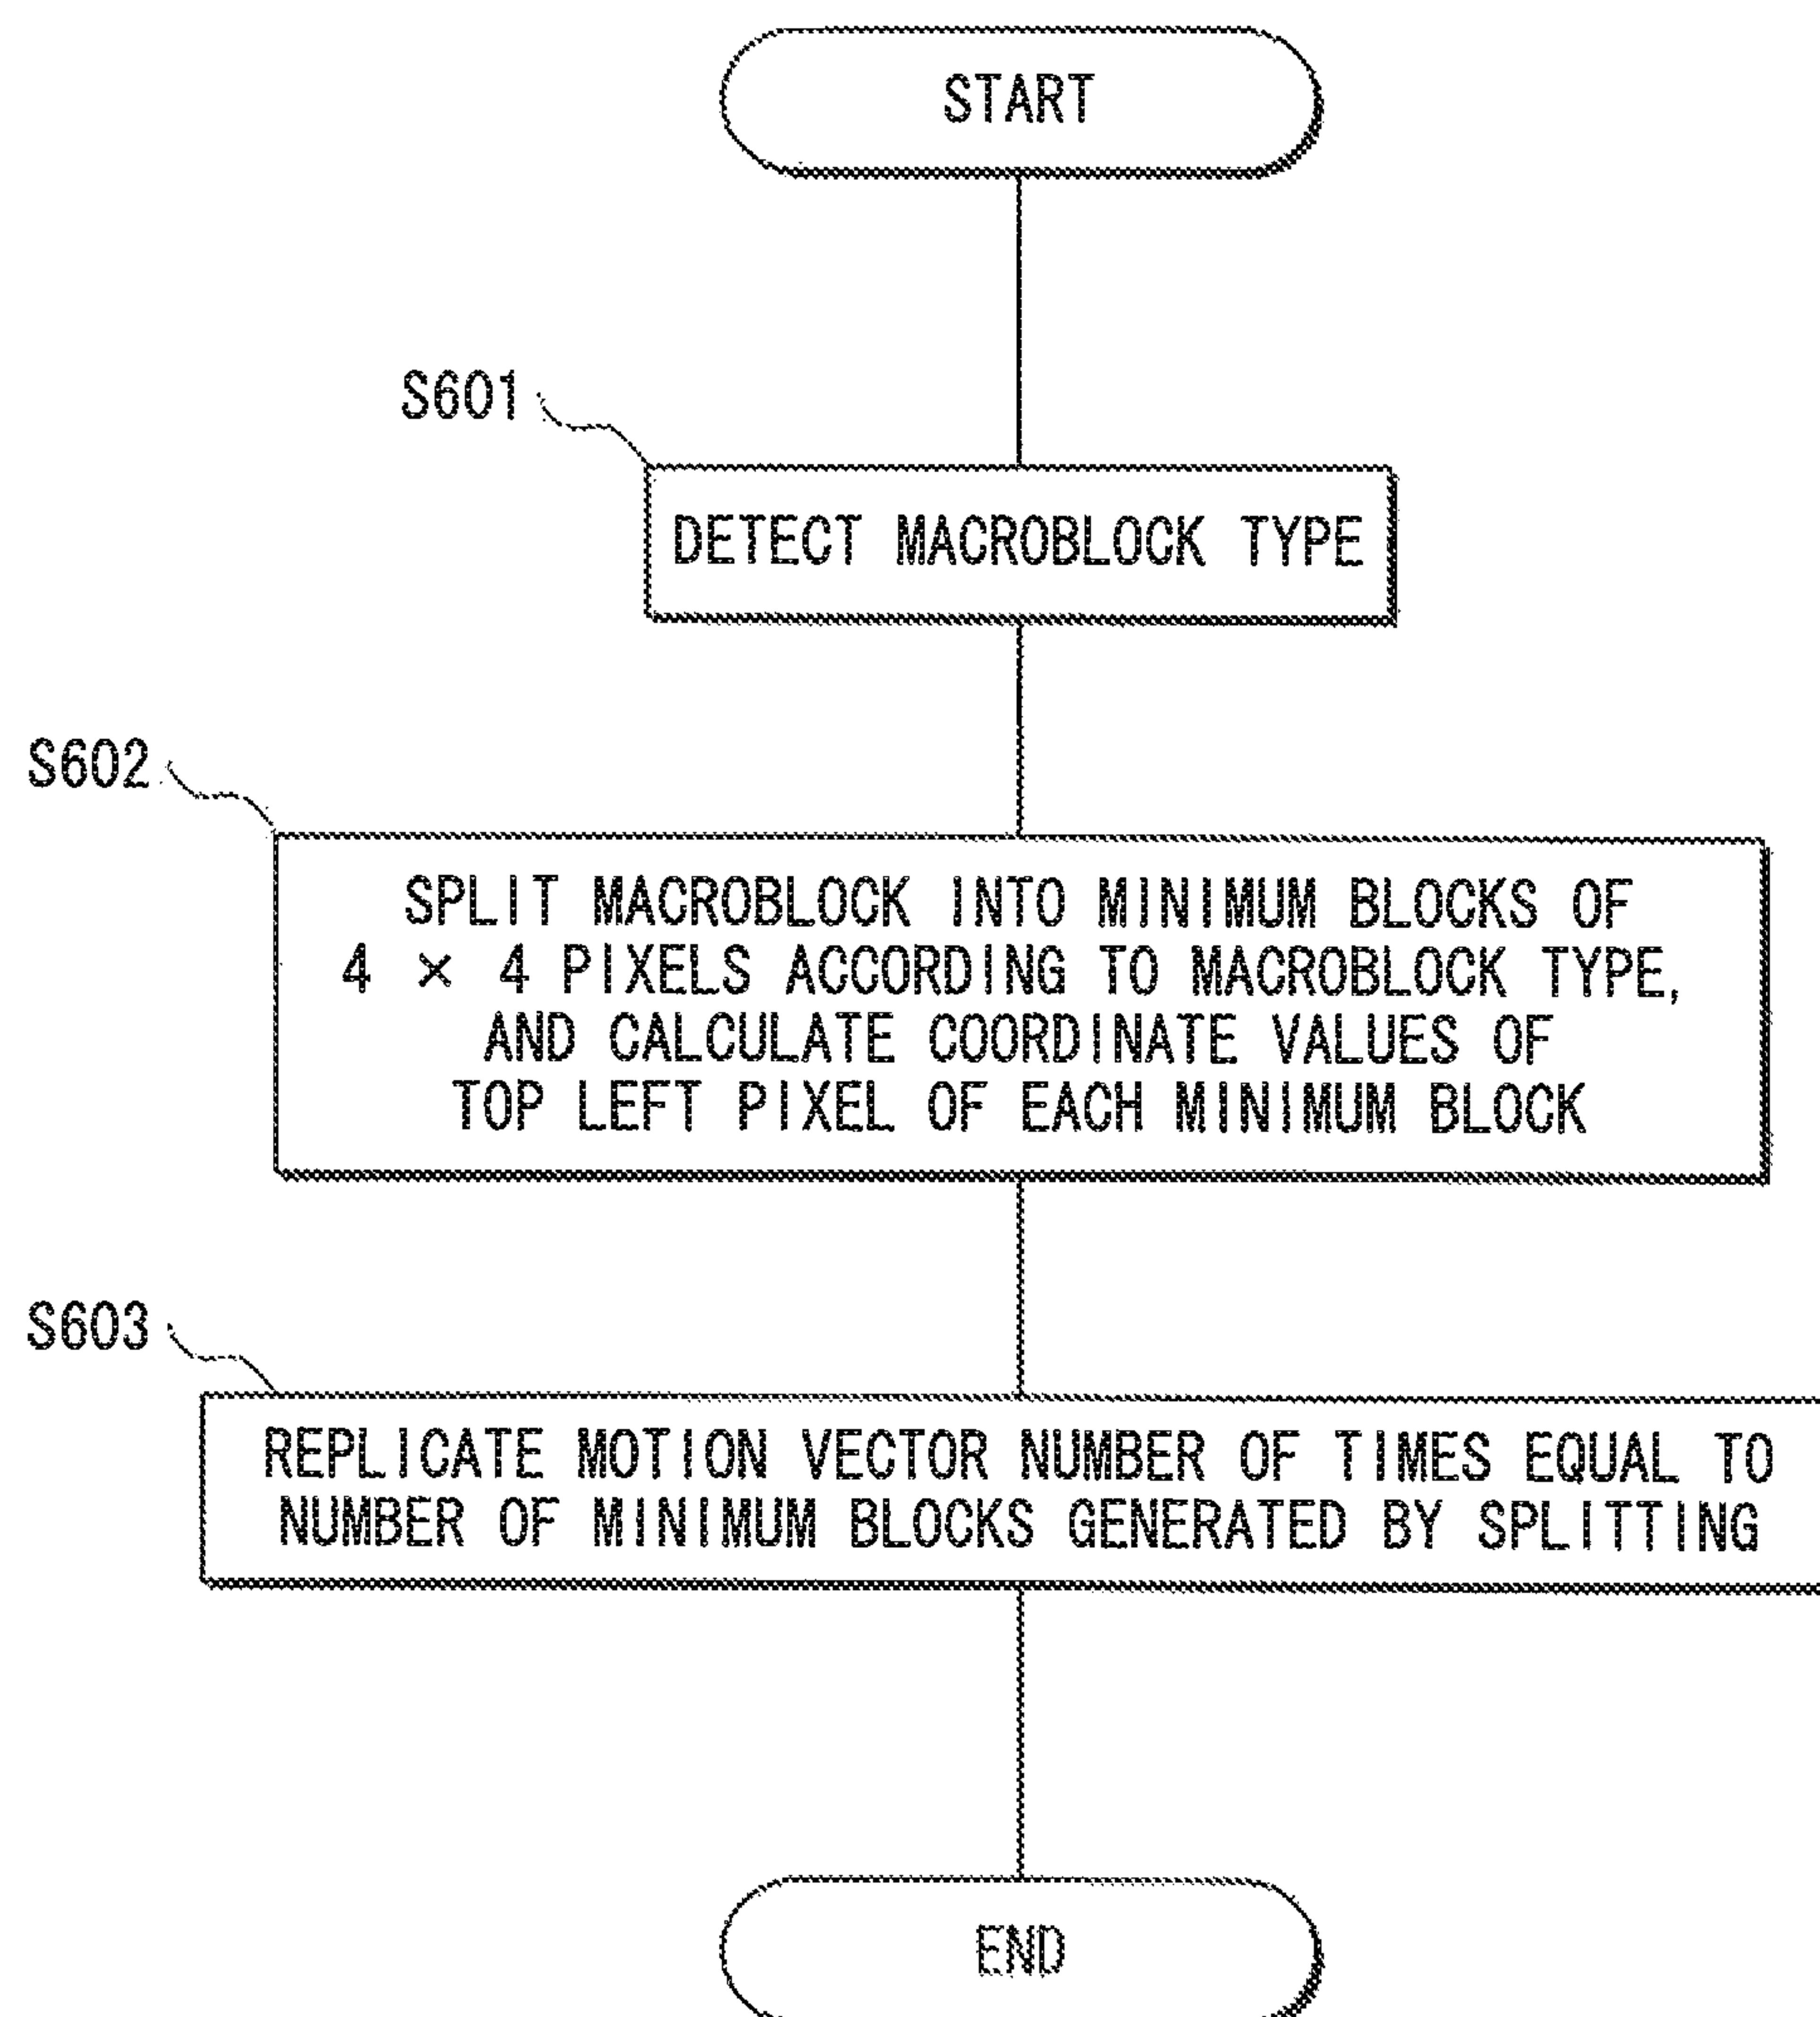 START
S601
DETECT MACROBLOCK TYPE
S602
SPLIT MACROBLOCK INTO MINIMUM BLOCKS OF
4 × 4 PIXELS ACCORDING TO MACROBLOCK TYPE,
AND CALCULATE COORDINATE VALUES OF
TOP LEFT PIXEL OF EACH MINIMUM BLOCK
S603
REPLICATE MOTION VECTOR NUMBER OF TIMES EQUAL TO
NUMBER OF MINIMUM BLOCKS GENERATED BY SPLITTING
END